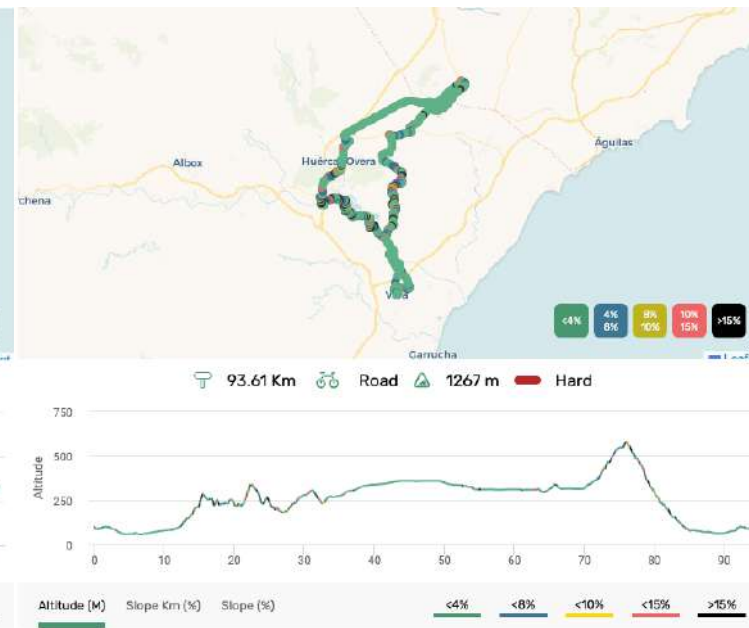 Albox
Huércal Overa
Águilas
chena
Vera
Garrucha
<4%
4%
8%
8%
10%
10%
15%
>15%
93.61 Km Road 1267 m Hard
Altitude
750
500
250
0
0 10 20 30 40 50 60 70 80 90
Altitude (M) Slope Km (%) Slope (%) <4% <8% <10% <15% >15%